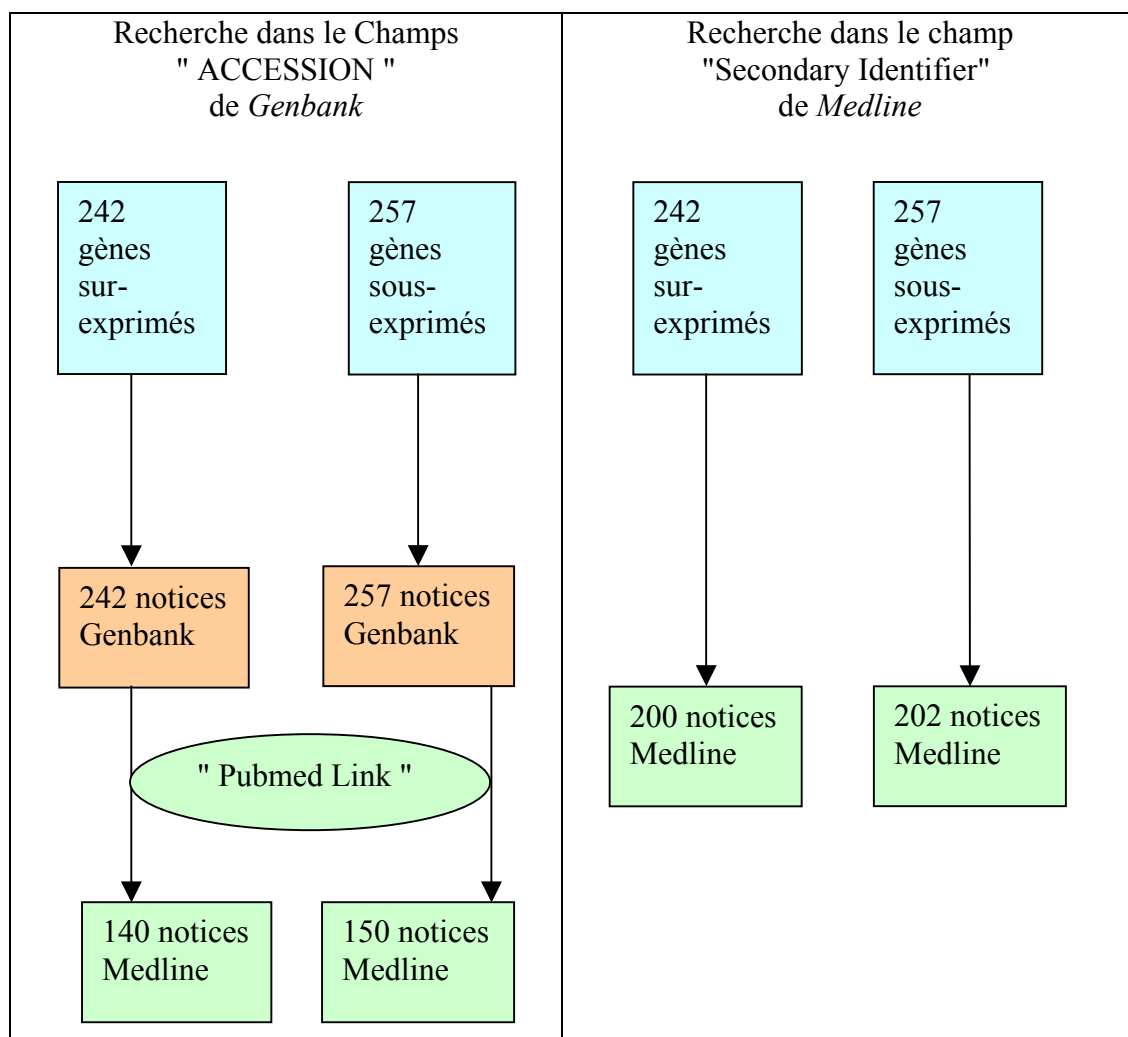 Recherche dans le Champs
" ACCESSION "
de Genbank
242
gènes
sur-
exprimés
257
gènes
sous-
exprimés
242 notices
Genbank
257 notices
Genbank
" Pubmed Link "
140 notices
Medline
150 notices
Medline
Recherche dans le champ
"Secondary Identifier"
de Medline
242
gènes
sur-
exprimés
257
gènes
sous-
exprimés
200 notices
Medline
202 notices
Medline